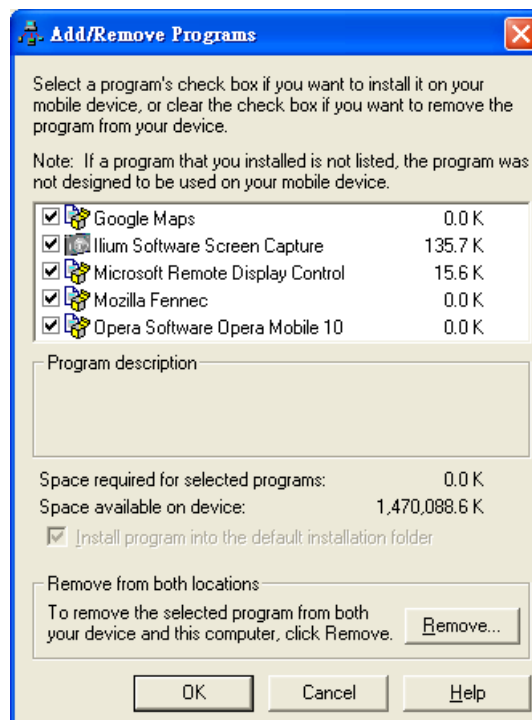 Add/Remove Programs
Select a program's check box if you want to install it on your
mobile device, or clear the check box if you want to remove the
program from your device.
Note: If a program that you installed is not listed, the program was
not designed to be used on your mobile device.
Google Maps 0.0 K
Ilium Software Screen Capture 135.7 K
Microsoft Remote Display Control 15.6 K
Mozilla Fennec 0.0 K
Opera Software Opera Mobile 10 0.0 K
Program description
Space required for selected programs: 0.0 K
Space available on device: 1,470,088.6 K
Install program into the default installation folder
Remove from both locations
To remove the selected program from both
your device and this computer, click Remove.
Remove...
OK Cancel Help